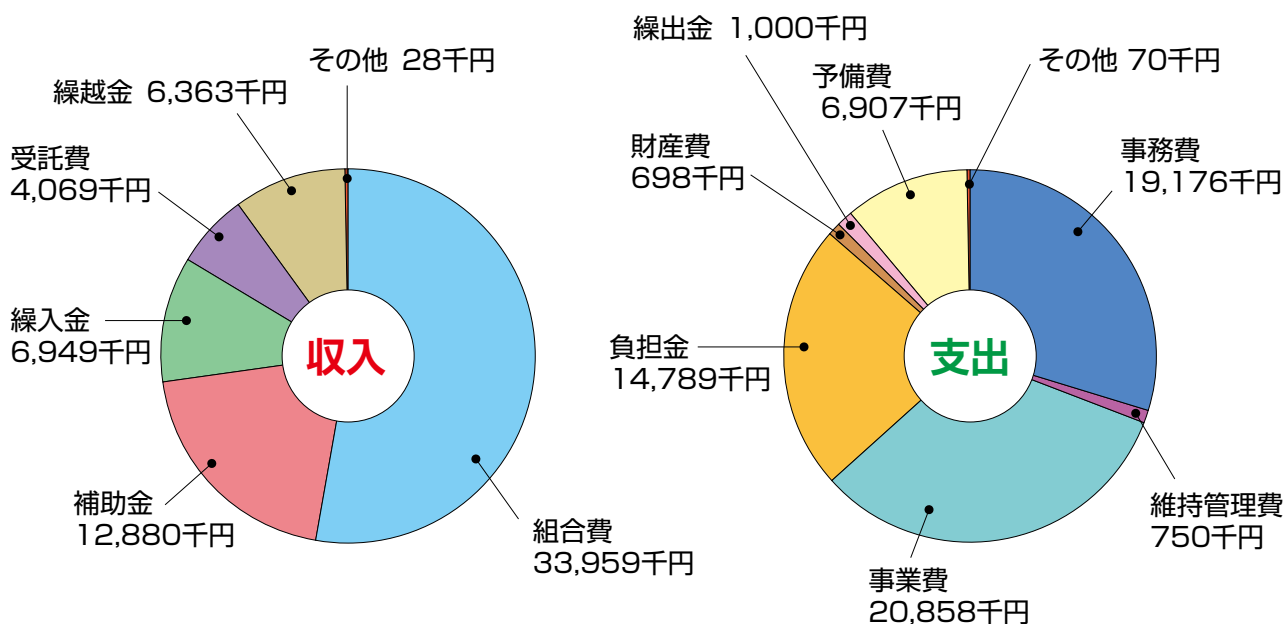 その他 28千円
繰越金 6,363千円
受託費
4,069千円
繰入金
6,949千円
補助金
12,880千円
組合費
33,959千円
収入
繰出金 1,000千円
予備費
6,907千円
その他 70千円
財産費
698千円
事務費
19,176千円
負担金
14,789千円
維持管理費
750千円
事業費
20,858千円
支出